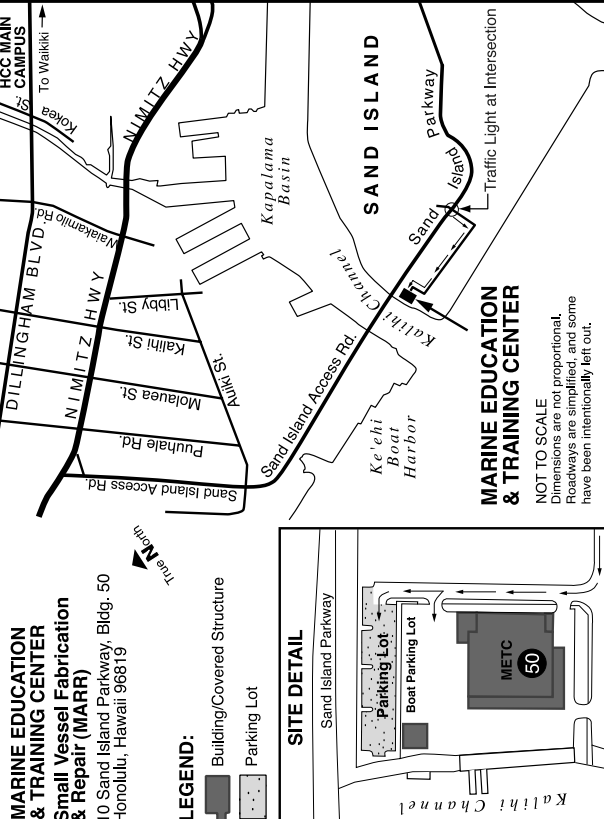 MARINE EDUCATION
& TRAINING CENTER
Small Vessel Fabrication
& Repair (MARR)
10 Sand Island Parkway, Bldg. 50
Honolulu, Hawaii 96819
LEGEND:
Building/Covered Structure
Parking Lot
True North
SITE DETAIL
Sand Island Parkway
Parking Lot
Boat Parking Lot
METC
50
Kalihi Channel
HCC MAIN
CAMPUS
To Waikiki
Kokea St.
NIMITZ HWY
DILLINGHAM BLVD.
Waiakamilo Rd.
NIMITZ HWY
Libby St.
Kalihi St.
Molauea St.
Puuhale Rd.
Auiki St.
Sand Island Access Rd.
Sand Island Access Rd.
Kapalama
Basin
Ke'ehi
Boat
Harbor
Kalihi Channel
SAND ISLAND
Sand Island Parkway
Traffic Light at Intersection
MARINE EDUCATION
& TRAINING CENTER
NOT TO SCALE
Dimensions are not proportional.
Roadways are simplified, and some
have been intentionally left out.